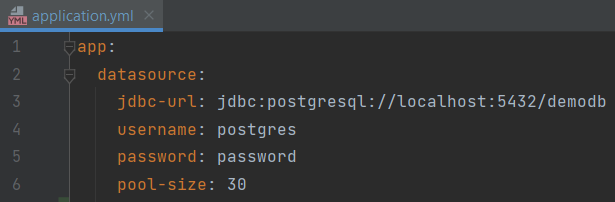 YML application.yml
1 app:
2   datasource:
3     jdbc-url: jdbc:postgresql://localhost:5432/demodb
4     username: postgres
5     password: password
6     pool-size: 30